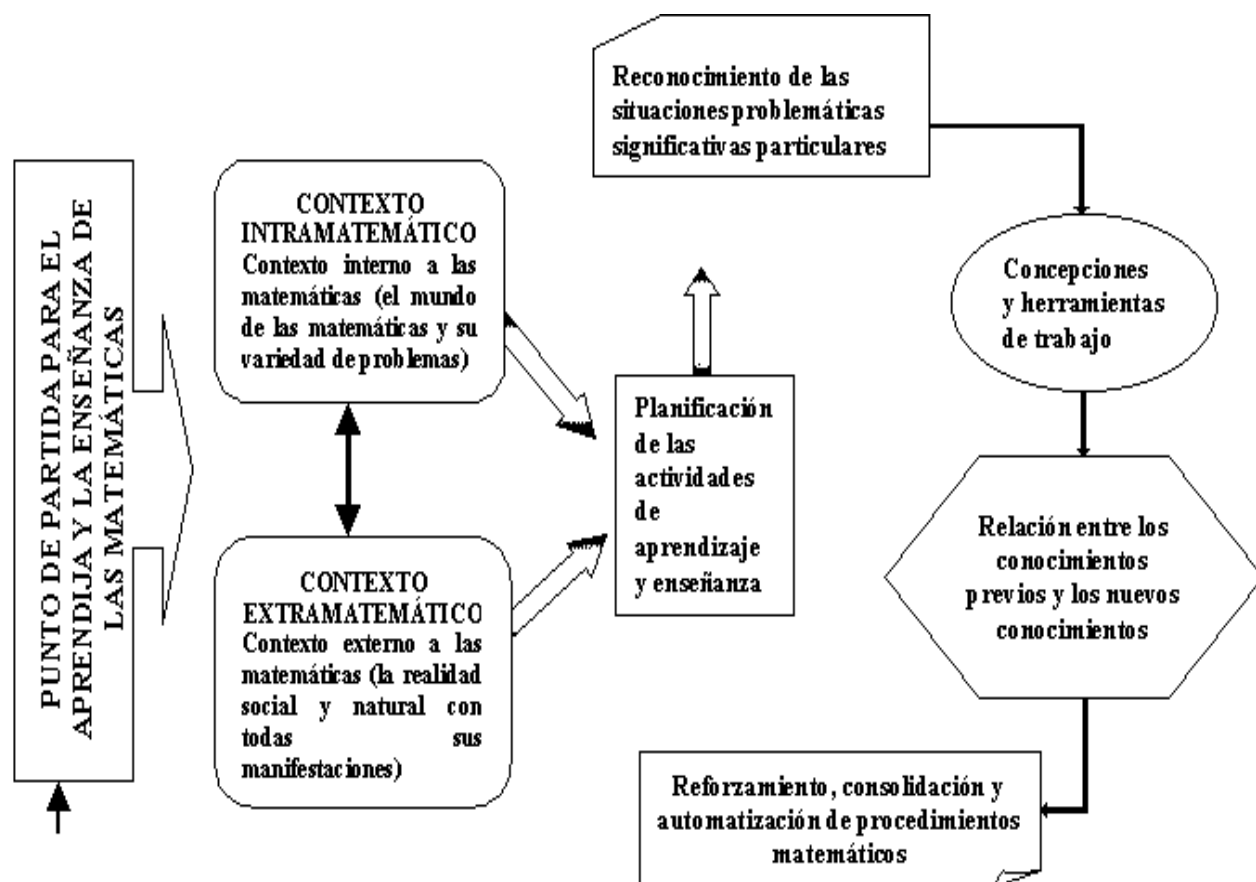 PUNTO DE PARTIDA PARA EL
APRENDIJA Y LA ENSEÑANZA DE
LAS MATEMÁTICAS
CONTEXTO
INTRAMATEMÁTICO
Contexto interno a las
matemáticas (el mundo
de las matemáticas y su
variedad de problemas)
CONTEXTO
EXTRAMATEMÁTICO
Contexto externo a las
matemáticas (la realidad
social y natural con
todas sus
manifestaciones)
Planificación
de las
actividades
de
aprendizaje
y enseñanza
Reconocimiento de las
situaciones problemáticas
significativas particulares
Concepciones
y herramientas
de trabajo
Relación entre los
conocimientos
previos y los nuevos
conocimientos
Reforzamiento, consolidación y
automatización de procedimientos
matemáticos